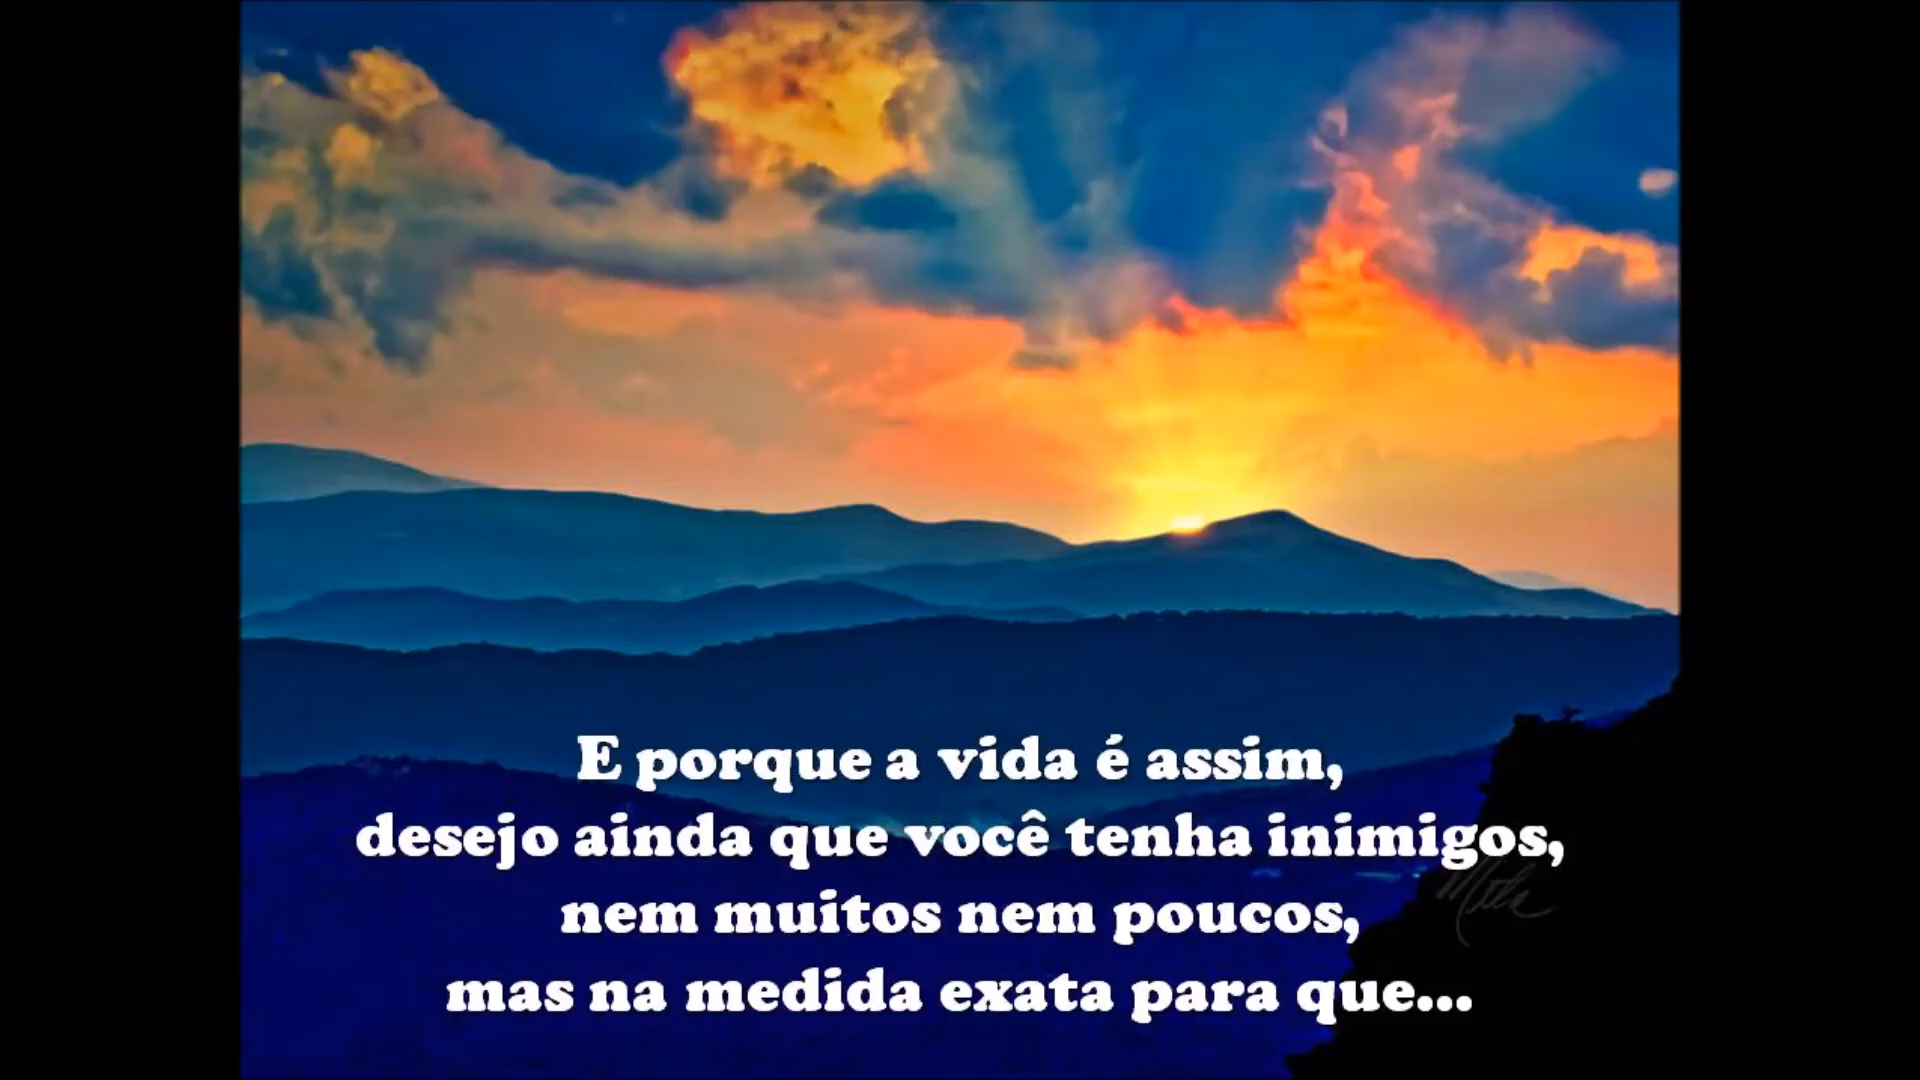 E porque a vida é assim,
desejo ainda que você tenha inimigos,
nem muitos nem poucos,
mas na medida exata para que...